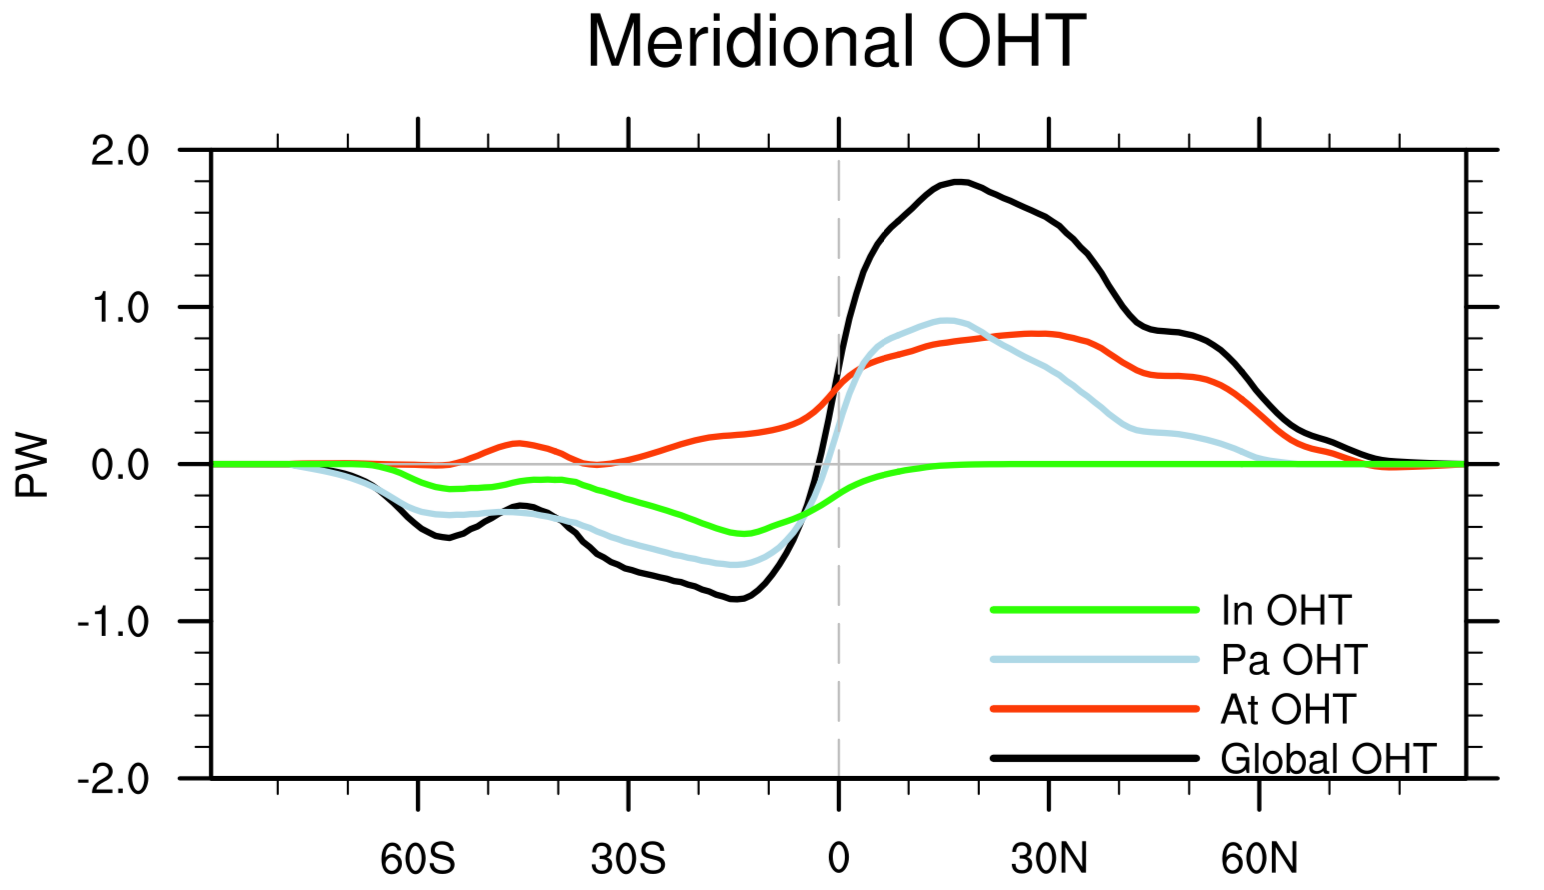 Meridional OHT
2.0
1.0
0.0
-1.0
-2.0
PW
60S
30S
0
30N
60N
In OHT
Pa OHT
At OHT
Global OHT